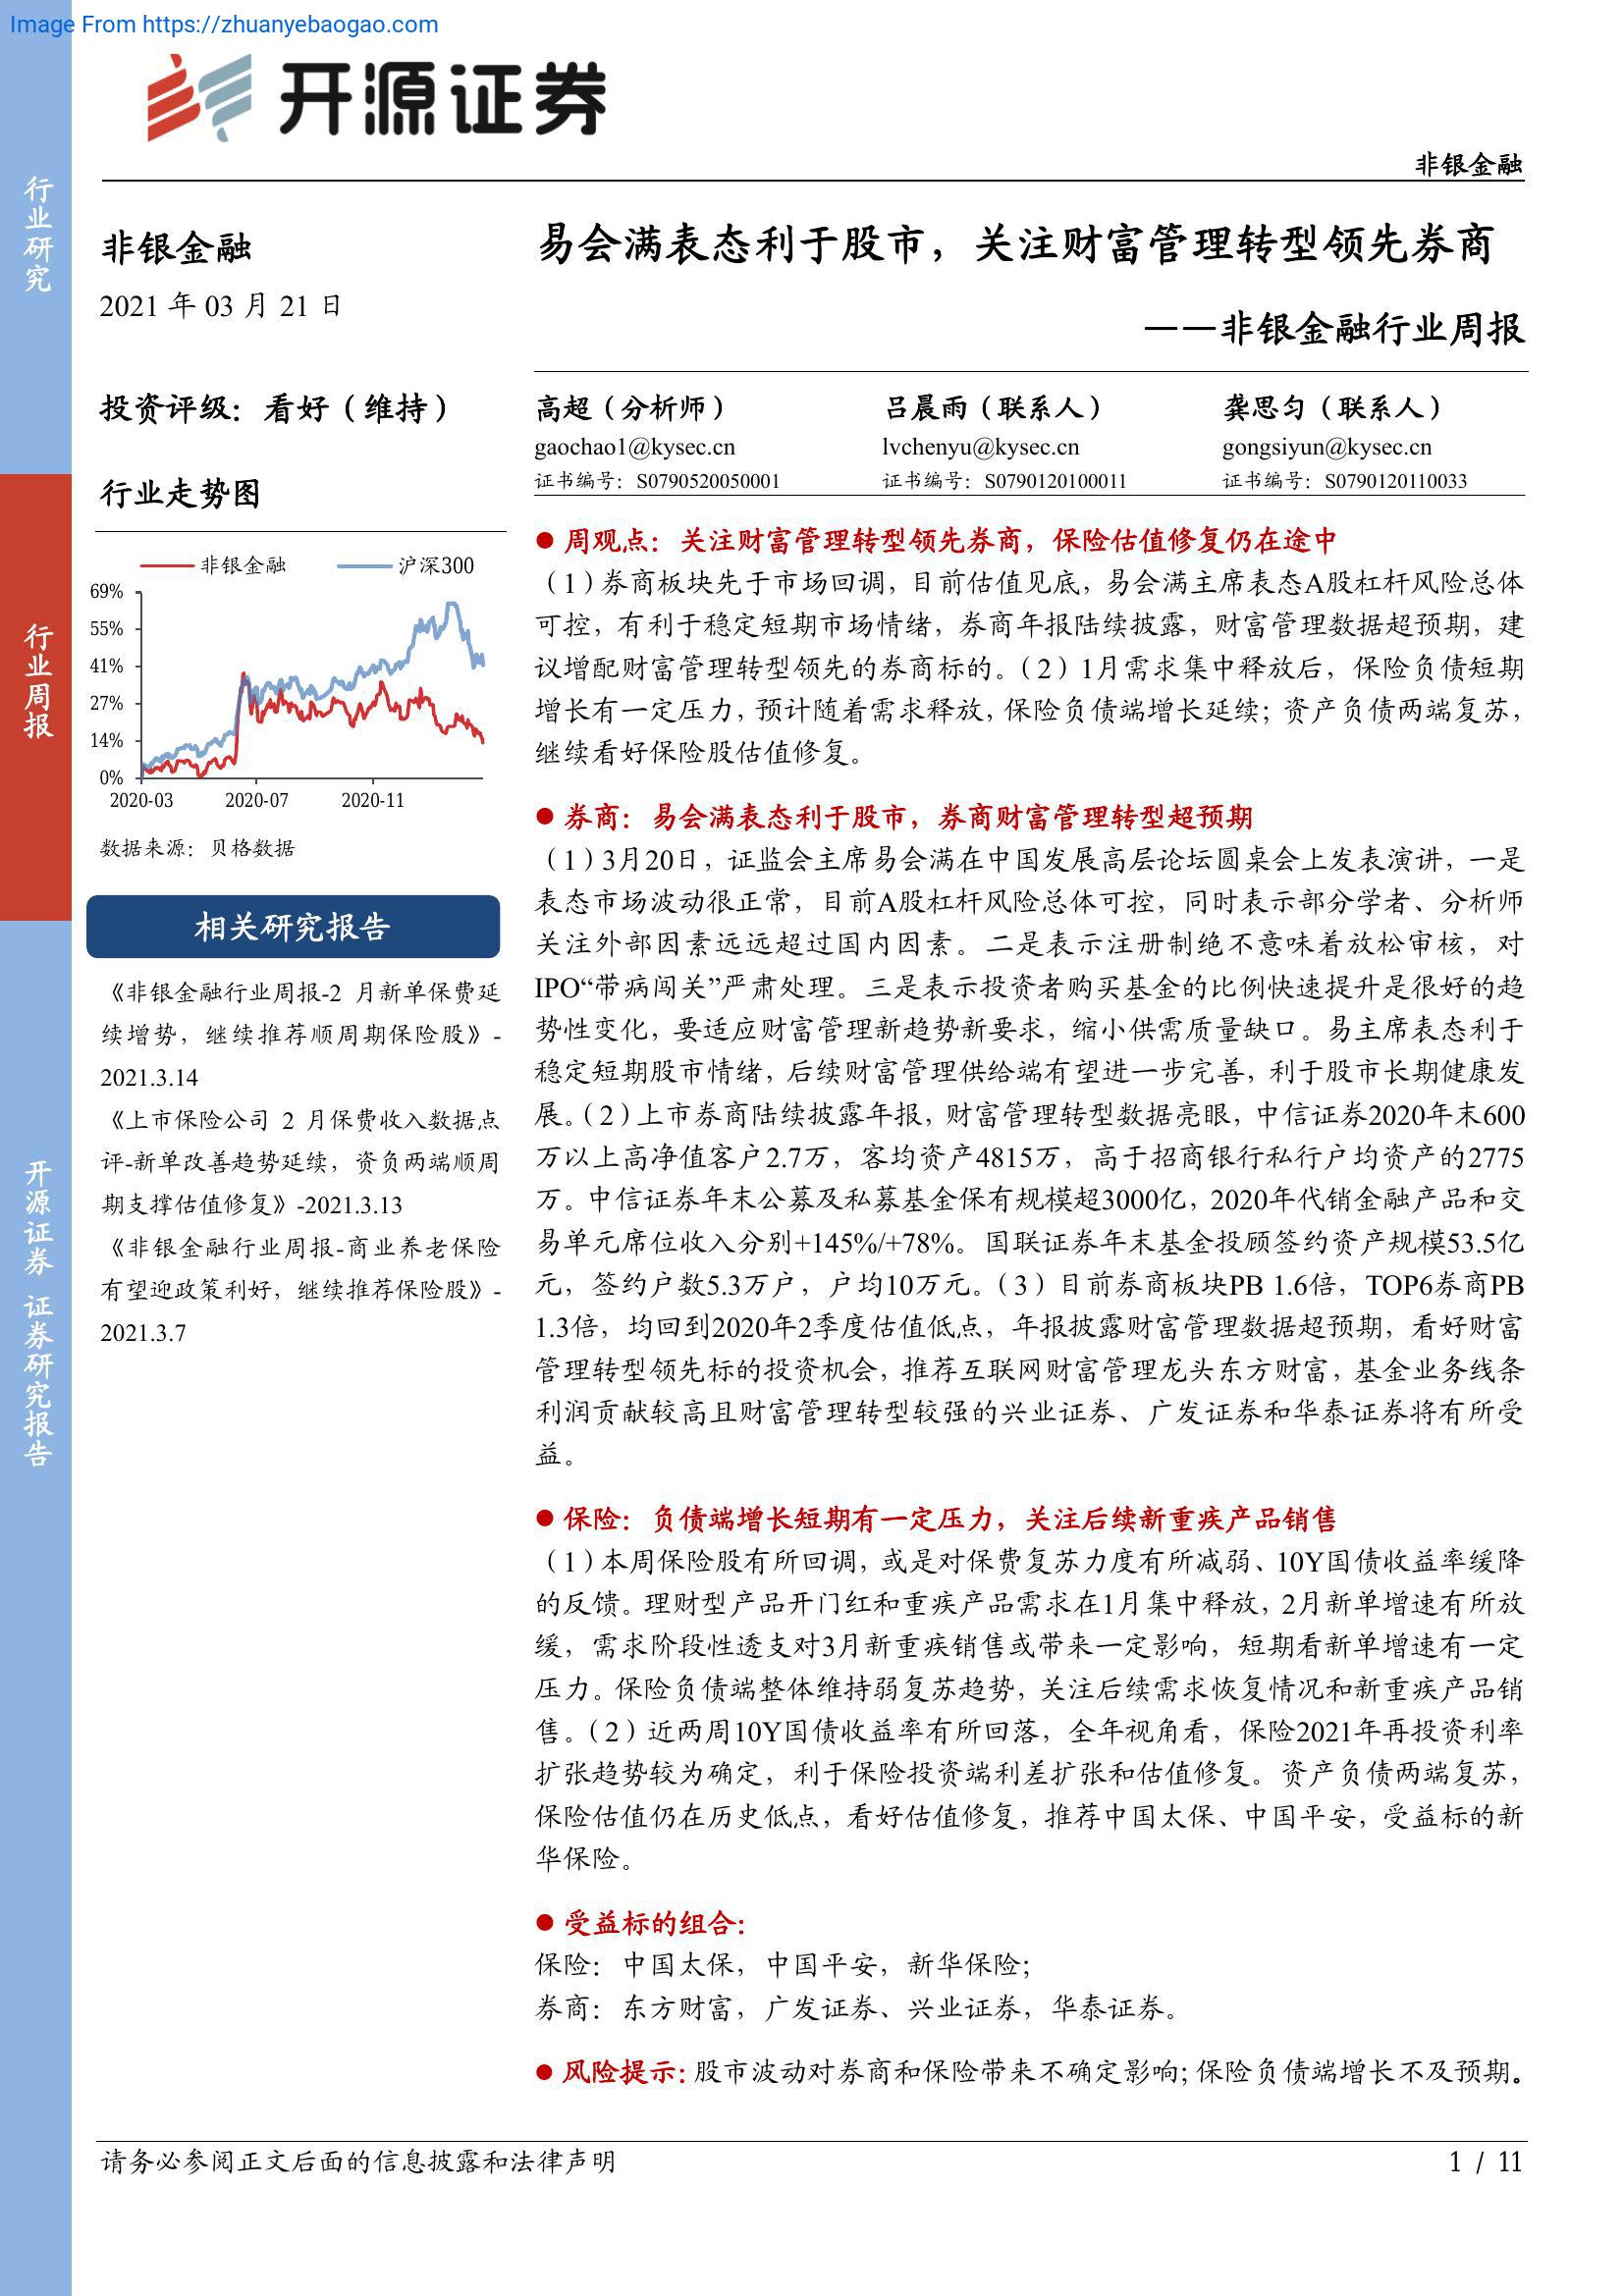 Image From https://zhuanyebaogao.com
开源证券
非银金融
行业研究
行业周报
开源证券 证券研究报告
非银金融
2021 年 03 月 21 日
投资评级：看好（维持）
行业走势图
非银金融 沪深300
69%
55%
41%
27%
14%
0%
2020-03 2020-07 2020-11
数据来源：贝格数据
相关研究报告
《非银金融行业周报-2 月新单保费延
续增势，继续推荐顺周期保险股》-
2021.3.14
《上市保险公司 2 月保费收入数据点
评-新单改善趋势延续，资负两端顺周
期支撑估值修复》-2021.3.13
《非银金融行业周报-商业养老保险
有望迎政策利好，继续推荐保险股》-
2021.3.7
易会满表态利于股市，关注财富管理转型领先券商
——非银金融行业周报
高超（分析师） 吕晨雨（联系人） 龚思匀（联系人）
gaochao1@kysec.cn lvchenyu@kysec.cn gongsiyun@kysec.cn
证书编号：S0790520050001 证书编号：S0790120100011 证书编号：S0790120110033
● 周观点：关注财富管理转型领先券商，保险估值修复仍在途中
（1）券商板块先于市场回调，目前估值见底，易会满主席表态A股杠杆风险总体
可控，有利于稳定短期市场情绪，券商年报陆续披露，财富管理数据超预期，建
议增配财富管理转型领先的券商标的。（2）1月需求集中释放后，保险负债短期
增长有一定压力，预计随着需求释放，保险负债端增长延续；资产负债两端复苏，
继续看好保险股估值修复。
● 券商：易会满表态利于股市，券商财富管理转型超预期
（1）3月20日，证监会主席易会满在中国发展高层论坛圆桌会上发表演讲，一是
表态市场波动很正常，目前A股杠杆风险总体可控，同时表示部分学者、分析师
关注外部因素远远超过国内因素。二是表示注册制绝不意味着放松审核，对
IPO“带病闯关”严肃处理。三是表示投资者购买基金的比例快速提升是很好的趋
势性变化，要适应财富管理新趋势新要求，缩小供需质量缺口。易主席表态利于
稳定短期股市情绪，后续财富管理供给端有望进一步完善，利于股市长期健康发
展。（2）上市券商陆续披露年报，财富管理转型数据亮眼，中信证券2020年末600
万以上高净值客户2.7万，客均资产4815万，高于招商银行私行户均资产的2775
万。中信证券年末公募及私募基金保有规模超3000亿，2020年代销金融产品和交
易单元席位收入分别+145%/+78%。国联证券年末基金投顾签约资产规模53.5亿
元，签约户数5.3万户，户均10万元。（3）目前券商板块PB 1.6倍，TOP6券商PB
1.3倍，均回到2020年2季度估值低点，年报披露财富管理数据超预期，看好财富
管理转型领先标的投资机会，推荐互联网财富管理龙头东方财富，基金业务线条
利润贡献较高且财富管理转型较强的兴业证券、广发证券和华泰证券将有所受
益。
● 保险：负债端增长短期有一定压力，关注后续新重疾产品销售
（1）本周保险股有所回调，或是对保费复苏力度有所减弱、10Y国债收益率缓降
的反馈。理财型产品开门红和重疾产品需求在1月集中释放，2月新单增速有所放
缓，需求阶段性透支对3月新重疾销售或带来一定影响，短期看新单增速有一定
压力。保险负债端整体维持弱复苏趋势，关注后续需求恢复情况和新重疾产品销
售。（2）近两周10Y国债收益率有所回落，全年视角看，保险2021年再投资利率
扩张趋势较为确定，利于保险投资端利差扩张和估值修复。资产负债两端复苏，
保险估值仍在历史低点，看好估值修复，推荐中国太保、中国平安，受益标的新
华保险。
● 受益标的组合：
保险：中国太保，中国平安，新华保险；
券商：东方财富，广发证券、兴业证券，华泰证券。
● 风险提示：股市波动对券商和保险带来不确定影响；保险负债端增长不及预期。
请务必参阅正文后面的信息披露和法律声明 1 / 11